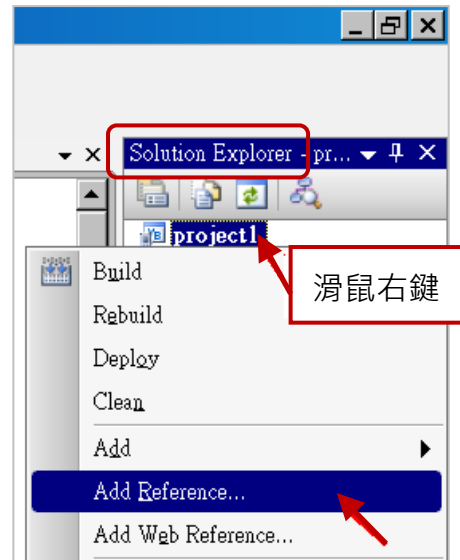 Solution Explorer - pr...
project1
滑鼠右鍵
Build
Rebuild
Deploy
Clean
Add
Add Reference...
Add Web Reference...